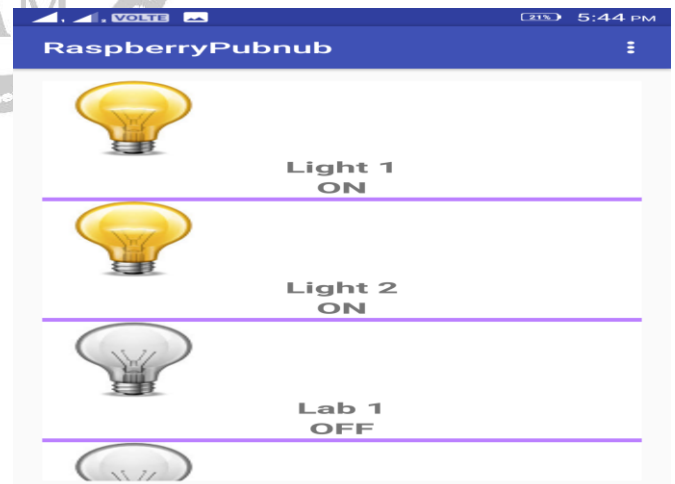 VOLTE 21% 5:44 PM
RaspberryPubnub
Light 1
ON
Light 2
ON
Lab 1
OFF